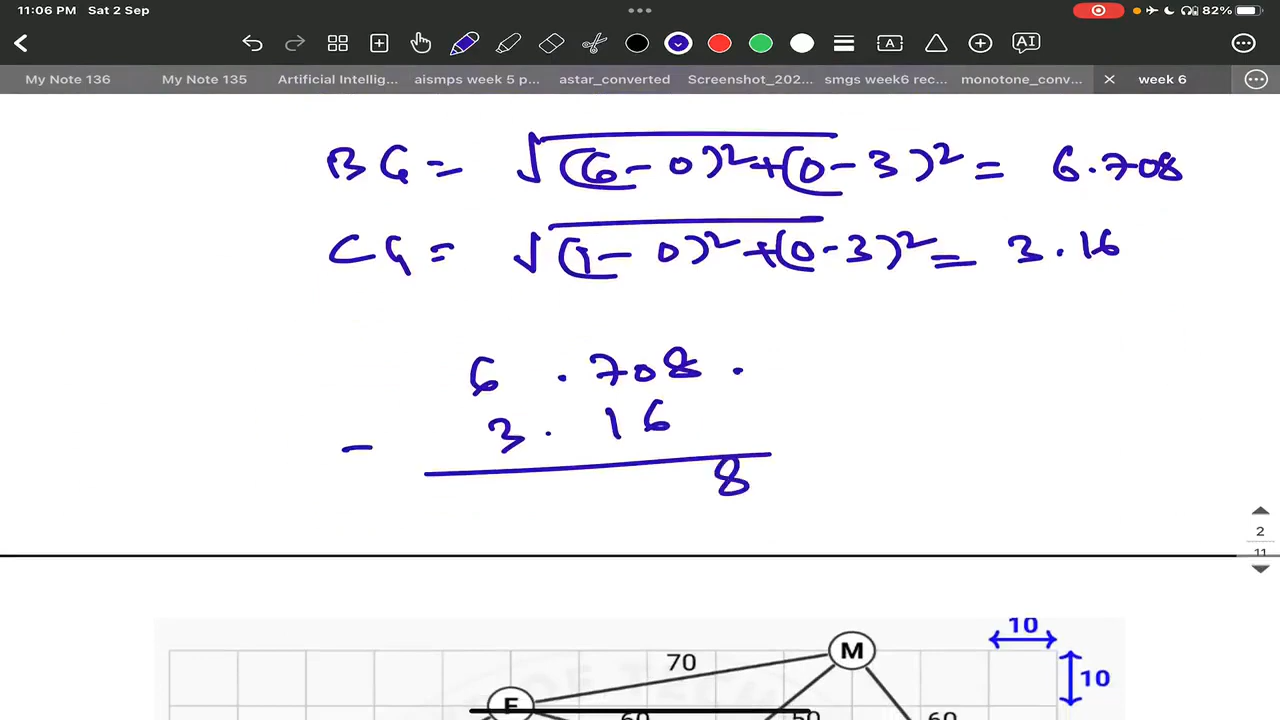 11:06 PM Sat 2 Sep
82%
A
AI
My Note 136 My Note 135 Artificial Intellig... aismps week 5 p... astar_converted Screenshot_202... smgs week6 rec... monotone_conv... week 6
BG = √(6-0)²+(0-3)² = 6.708
CG = √(1-0)²+(0-3)² = 3.16
6.708.
- 3.16
8
2
11
10
M
70
10
F
60 50 60